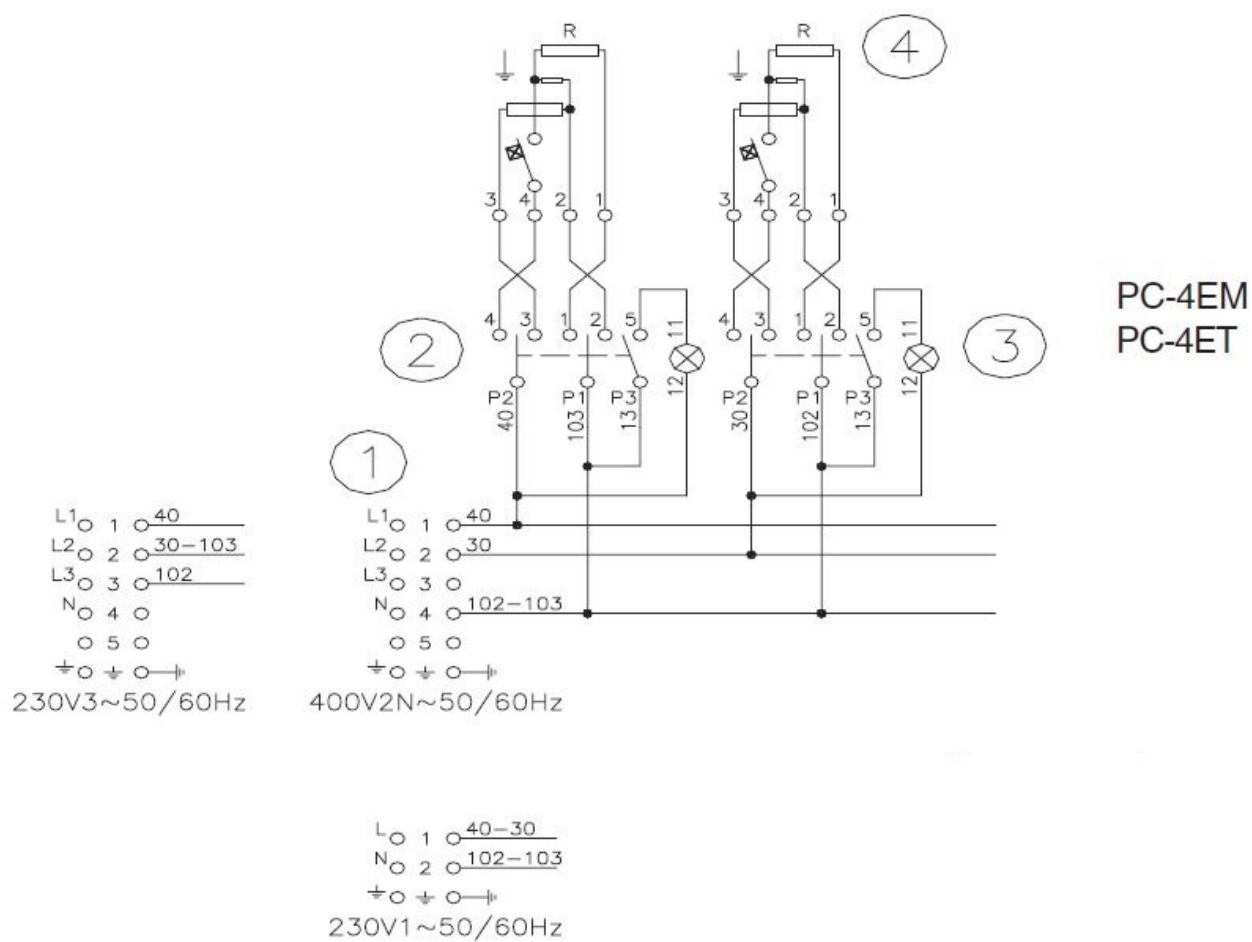 R R 4
3 4 2 1 3 4 2 1
PC-4EM
PC-4ET
4 3 1 2 5 11 4 3 1 2 5 11
2 3
12 12
P2 P1 P3 P2 P1 P3
40 103 13 30 102 13
1
L1 1 40 L1 1 40
L2 2 30-103 L2 2 30
L3 3 102 L3 3
N 4 N 4 102-103
5 5
230V3~50/60Hz 400V2N~50/60Hz
L 1 40-30
N 2 102-103
230V1~50/60Hz